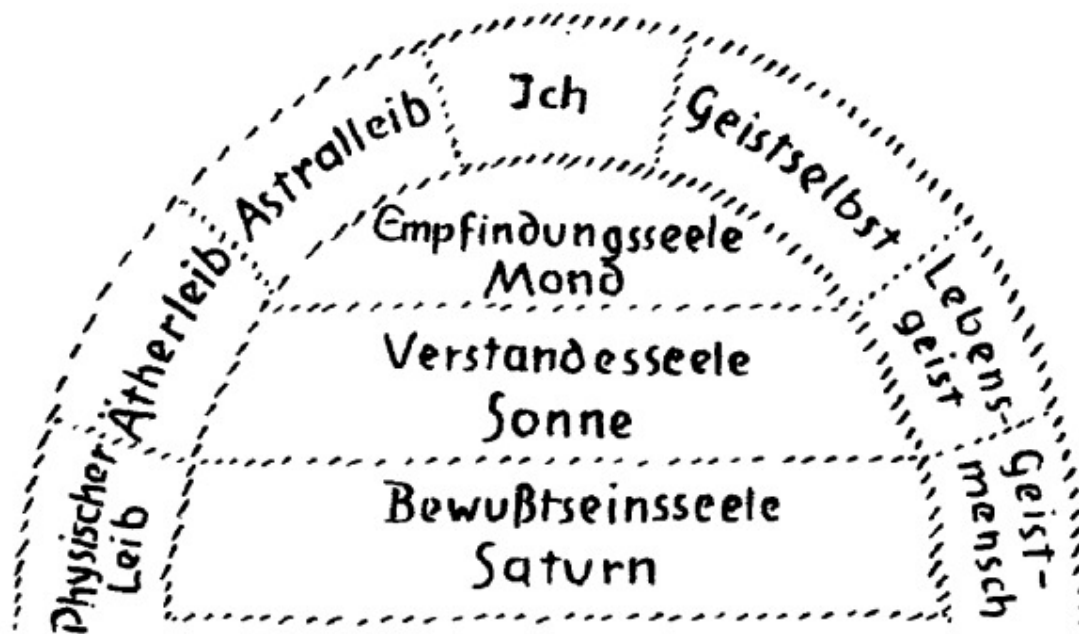 Physischer
Leib
Ätherleib
Astralleib
Ich
Geistselbst
Lebens-
geist
Geist-
mensch
Empfindungsseele
Mond
Verstandesseele
Sonne
Bewußtseinsseele
Saturn